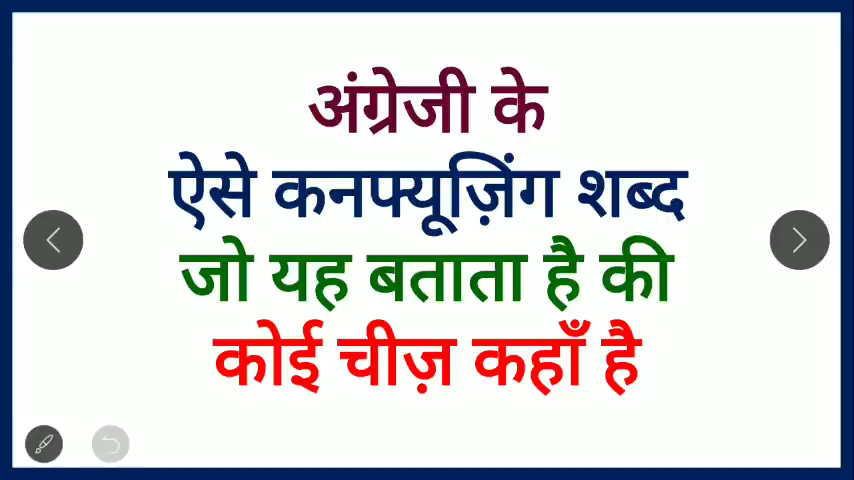 अंग्रेजी के
ऐसे कनफ्यूज़िंग शब्द
जो यह बताता है की
कोई चीज़ कहाँ है